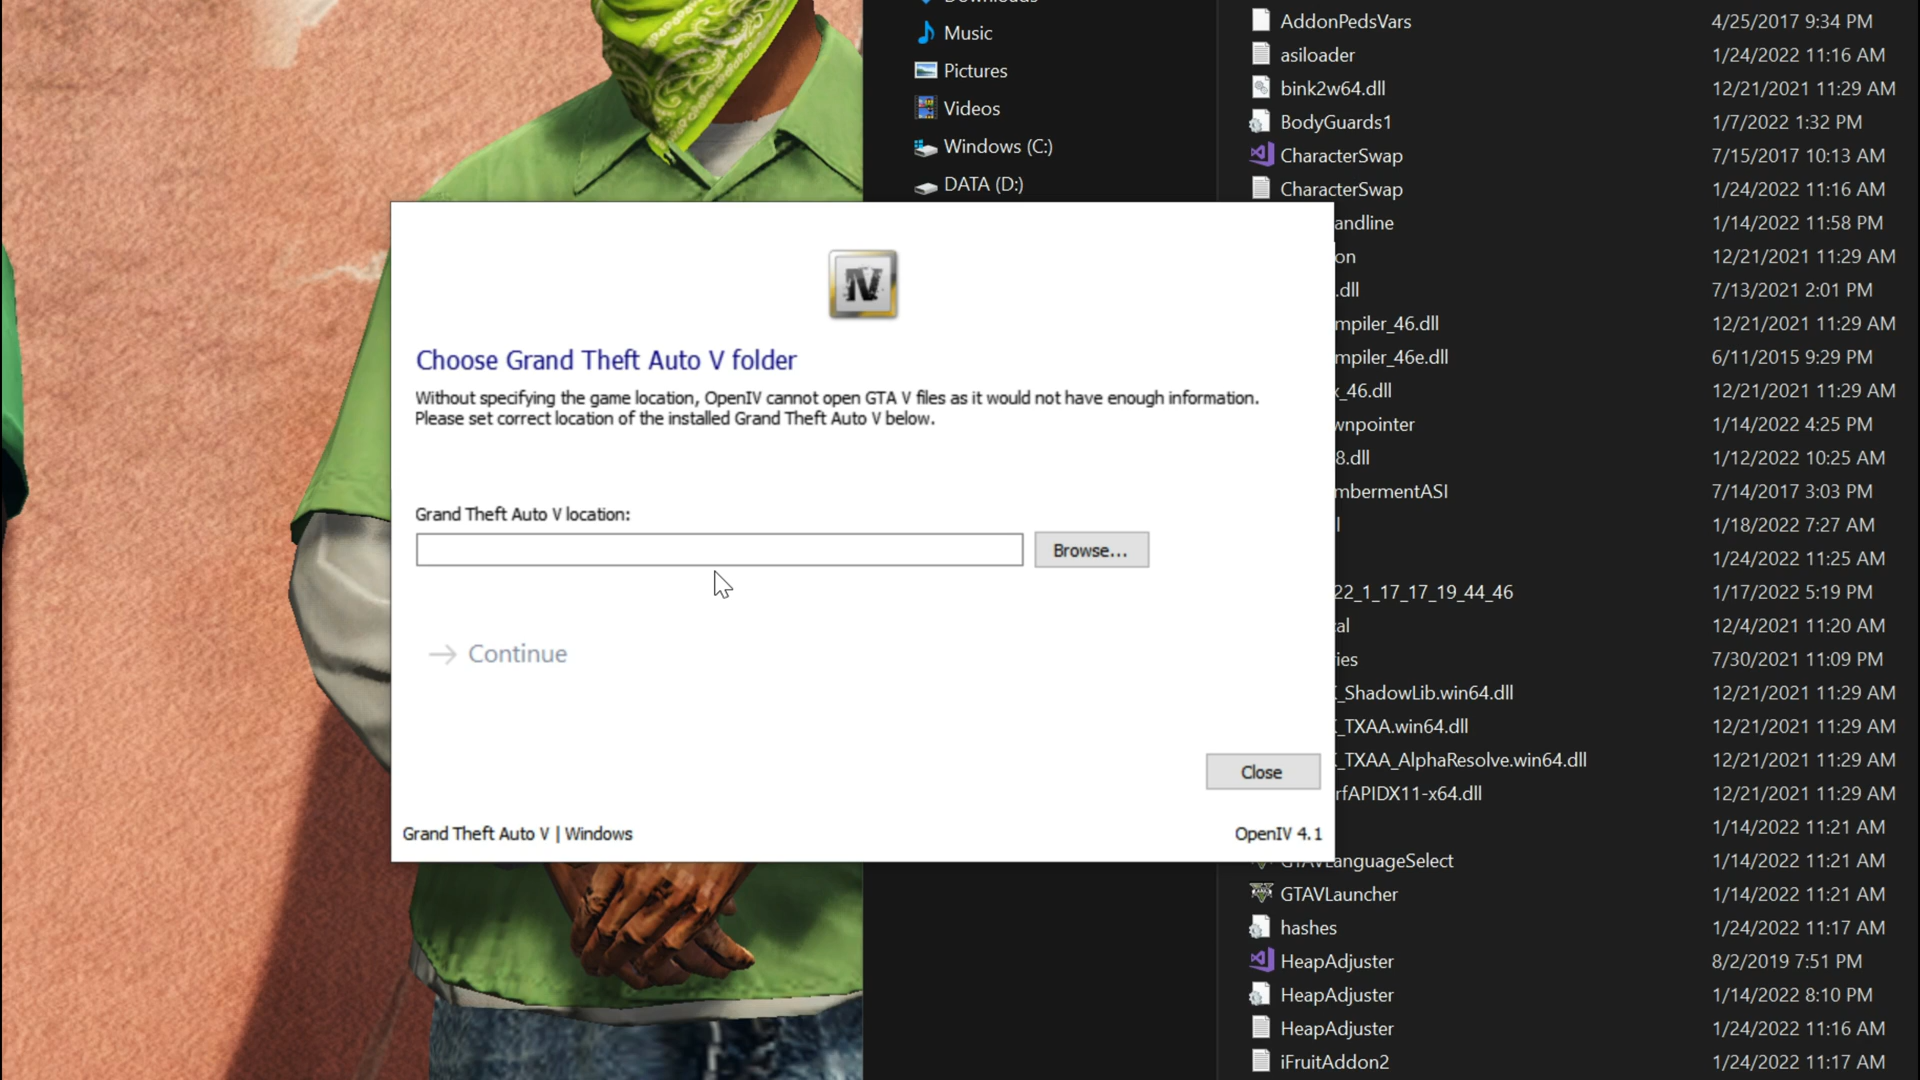 Music
Pictures
Videos
Windows (C:)
DATA (D:)
AddonPedsVars 4/25/2017 9:34 PM
asiloader 1/24/2022 11:16 AM
bink2w64.dll 12/21/2021 11:29 AM
BodyGuards1 1/7/2022 1:32 PM
CharacterSwap 7/15/2017 10:13 AM
CharacterSwap 1/24/2022 11:16 AM
andline 1/14/2022 11:58 PM
on 12/21/2021 11:29 AM
.dll 7/13/2021 2:01 PM
mpiler_46.dll 12/21/2021 11:29 AM
mpiler_46e.dll 6/11/2015 9:29 PM
_46.dll 12/21/2021 11:29 AM
wnpointer 1/14/2022 4:25 PM
8.dll 1/12/2022 10:25 AM
mbermentASI 7/14/2017 3:03 PM
l 1/18/2022 7:27 AM
1/24/2022 11:25 AM
22_1_17_17_19_44_46 1/17/2022 5:19 PM
al 12/4/2021 11:20 AM
ies 7/30/2021 11:09 PM
_ShadowLib.win64.dll 12/21/2021 11:29 AM
_TXAA.win64.dll 12/21/2021 11:29 AM
_TXAA_AlphaResolve.win64.dll 12/21/2021 11:29 AM
rfAPIDX11-x64.dll 12/21/2021 11:29 AM
1/14/2022 11:21 AM
GTAVLanguageSelect 1/14/2022 11:21 AM
GTAVLauncher 1/14/2022 11:21 AM
hashes 1/24/2022 11:17 AM
HeapAdjuster 8/2/2019 7:51 PM
HeapAdjuster 1/14/2022 8:10 PM
HeapAdjuster 1/24/2022 11:16 AM
iFruitAddon2 1/24/2022 11:17 AM
IV
Choose Grand Theft Auto V folder
Without specifying the game location, OpenIV cannot open GTA V files as it would not have enough information.
Please set correct location of the installed Grand Theft Auto V below.
Grand Theft Auto V location:
Browse...
→ Continue
Close
Grand Theft Auto V | Windows
OpenIV 4.1